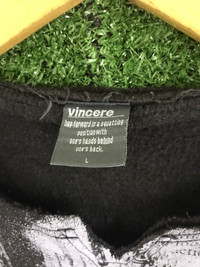 vincere
hop forward in a squatting
position with
one's hands behind
one's back.
L